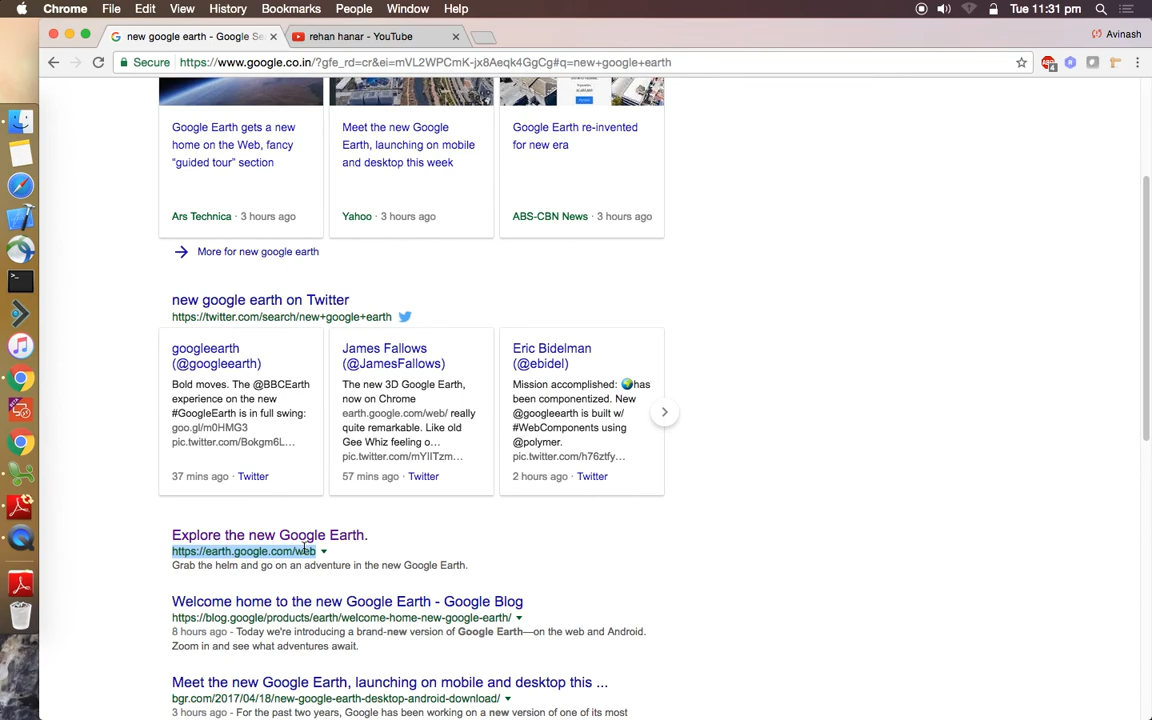 Chrome File Edit View History Bookmarks People Window Help Tue 11:31 pm
new google earth - Google Se rehan hanar - YouTube Avinash
Secure https://www.google.co.in/?gfe_rd=cr&ei=mVL2WPCmK-jx8Aeqk4GgCg#q=new+google+earth
Google Earth gets a new
home on the Web, fancy
“guided tour” section
Ars Technica · 3 hours ago
Meet the new Google
Earth, launching on mobile
and desktop this week
Yahoo · 3 hours ago
Google Earth re-invented
for new era
ABS-CBN News · 3 hours ago
More for new google earth
new google earth on Twitter
https://twitter.com/search/new+google+earth
googleearth
(@googleearth)
Bold moves. The @BBCEarth
experience on the new
#GoogleEarth is in full swing:
goo.gl/m0HMG3
pic.twitter.com/Bokgm6L...
37 mins ago · Twitter
James Fallows
(@JamesFallows)
The new 3D Google Earth,
now on Chrome
earth.google.com/web/ really
quite remarkable. Like old
Gee Whiz feeling o...
pic.twitter.com/mYIITzm...
57 mins ago · Twitter
Eric Bidelman
(@ebidel)
Mission accomplished: 🌍has
been componentized. New
@googleearth is built w/
#WebComponents using
@polymer.
pic.twitter.com/h76ztfy...
2 hours ago · Twitter
Explore the new Google Earth.
https://earth.google.com/web
Grab the helm and go on an adventure in the new Google Earth.
Welcome home to the new Google Earth - Google Blog
https://blog.google/products/earth/welcome-home-new-google-earth/
8 hours ago - Today we're introducing a brand-new version of Google Earth—on the web and Android.
Zoom in and see what adventures await.
Meet the new Google Earth, launching on mobile and desktop this ...
bgr.com/2017/04/18/new-google-earth-desktop-android-download/
3 hours ago - For the past two years, Google has been working on a new version of one of its most